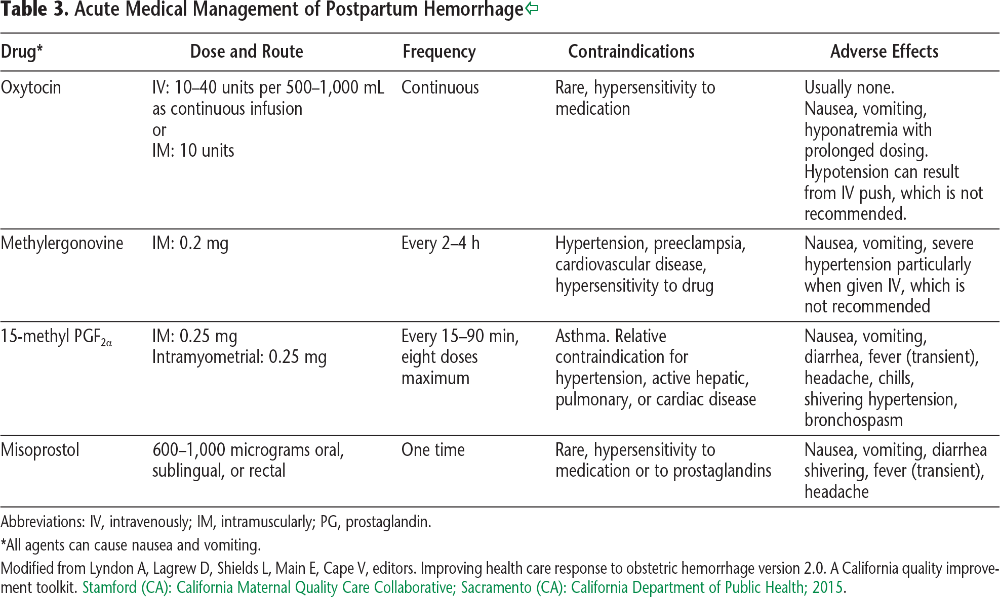 Table 3. Acute Medical Management of Postpartum Hemorrhage⇦
Drug* Dose and Route Frequency Contraindications Adverse Effects
Oxytocin IV: 10–40 units per 500–1,000 mL Continuous Rare, hypersensitivity to Usually none.
as continuous infusion medication Nausea, vomiting,
or hyponatremia with
IM: 10 units prolonged dosing.
Hypotension can result
from IV push, which is not
recommended.
Methylergonovine IM: 0.2 mg Every 2–4 h Hypertension, preeclampsia, Nausea, vomiting, severe
cardiovascular disease, hypertension particularly
hypersensitivity to drug when given IV, which is
not recommended
15-methyl PGF2α IM: 0.25 mg Every 15–90 min, Asthma. Relative Nausea, vomiting,
Intramyometrial: 0.25 mg eight doses contraindication for diarrhea, fever (transient),
maximum hypertension, active hepatic, headache, chills,
pulmonary, or cardiac disease shivering hypertension,
bronchospasm
Misoprostol 600–1,000 micrograms oral, One time Rare, hypersensitivity to Nausea, vomiting, diarrhea
sublingual, or rectal medication or to prostaglandins shivering, fever (transient),
headache
Abbreviations: IV, intravenously; IM, intramuscularly; PG, prostaglandin.
*All agents can cause nausea and vomiting.
Modified from Lyndon A, Lagrew D, Shields L, Main E, Cape V, editors. Improving health care response to obstetric hemorrhage version 2.0. A California quality improve-
ment toolkit. Stamford (CA): California Maternal Quality Care Collaborative; Sacramento (CA): California Department of Public Health; 2015.